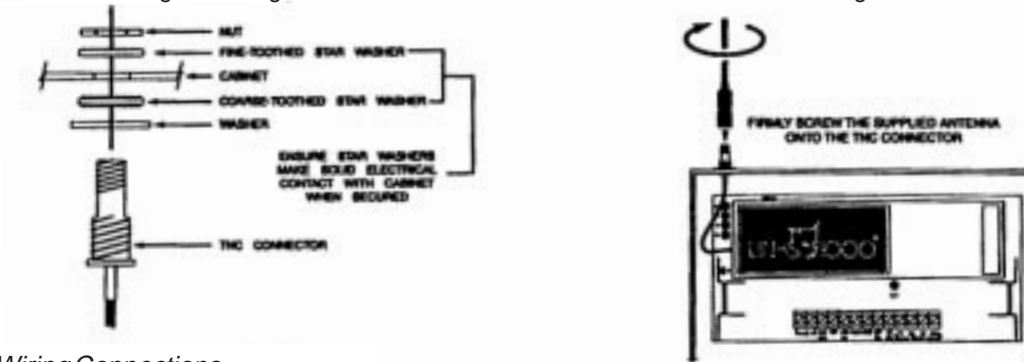 NUT
FINE-TOOTHED STAR WASHER
CABINET
COARSE-TOOTHED STAR WASHER
WASHER
ENSURE STAR WASHERS
MAKE SOLID ELECTRICAL
CONTACT WITH CABINET
WHEN SECURED
TNC CONNECTOR
FIRMLY SCREW THE SUPPLIED ANTENNA
ONTO THE TNC CONNECTOR
Wiring Connections